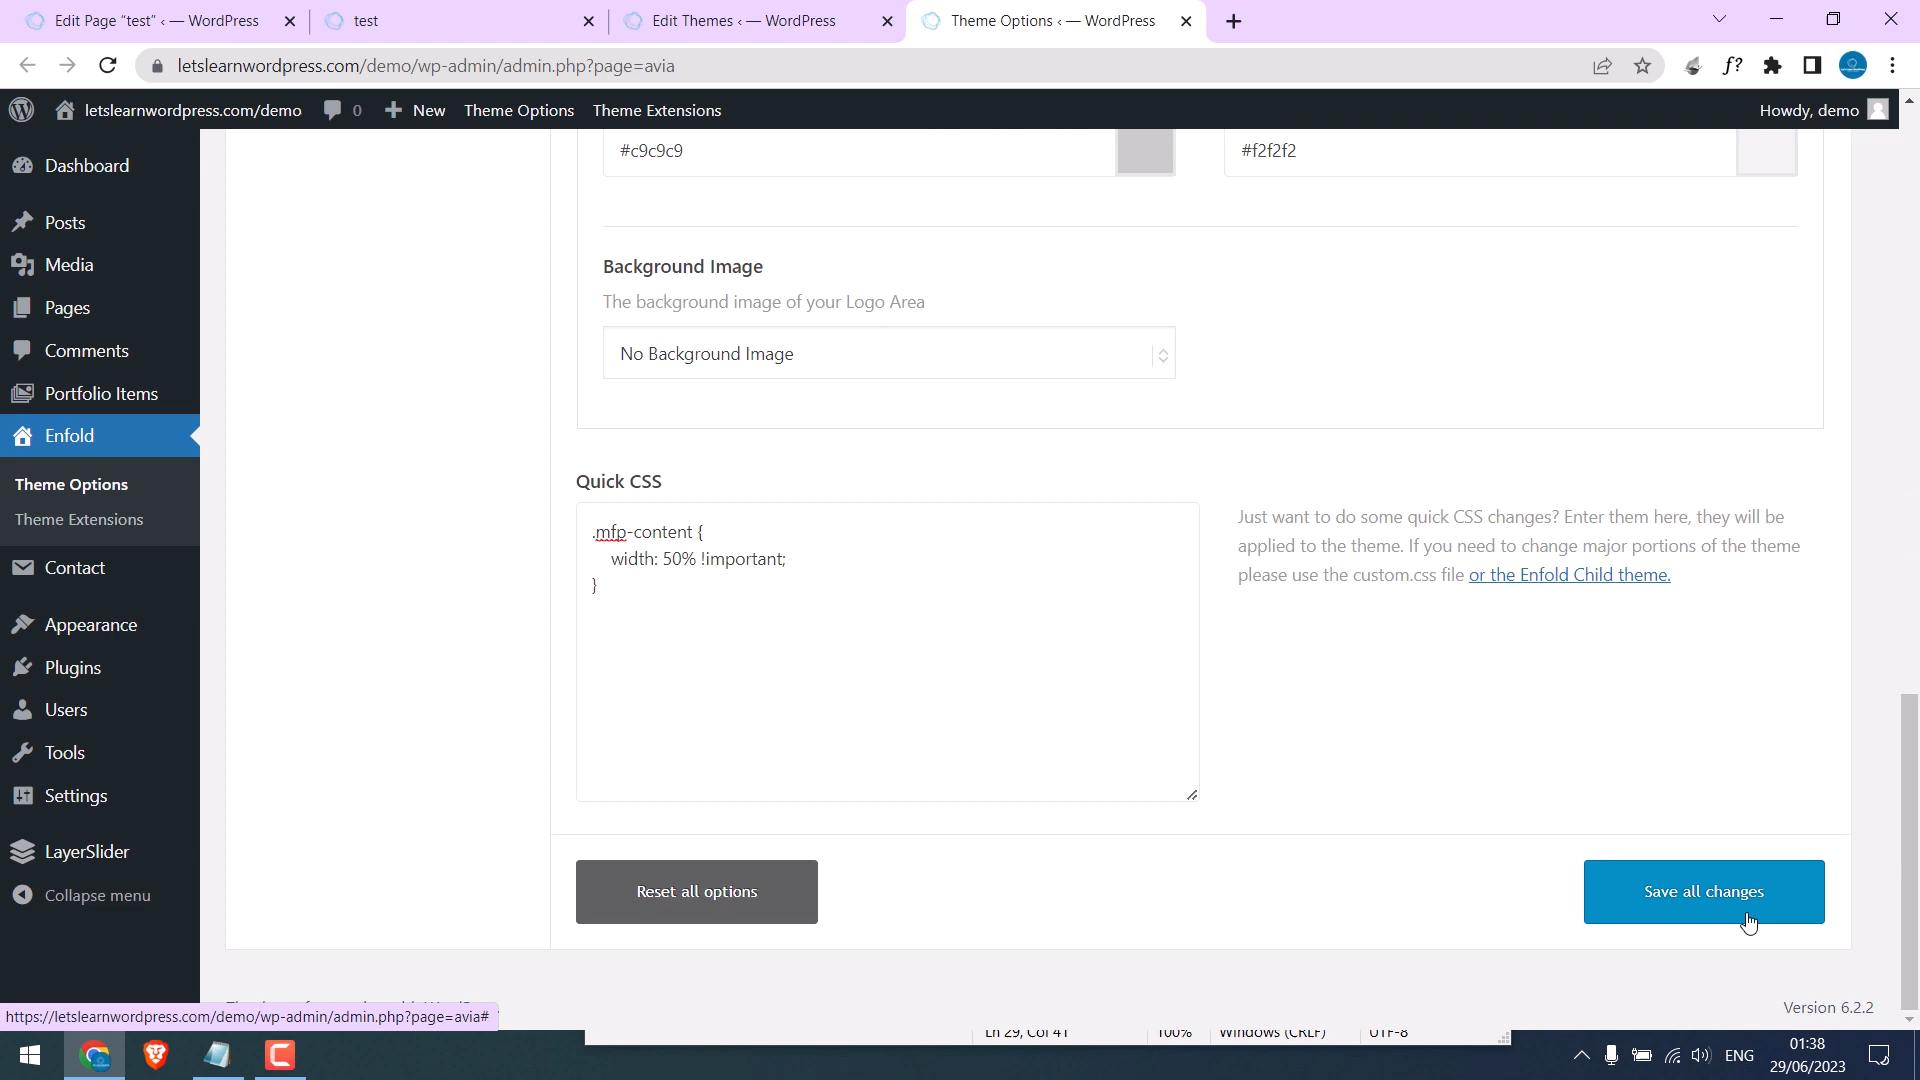 Edit Page “test” ‹ — WordPress
test
Edit Themes ‹ — WordPress
Theme Options ‹ — WordPress
letslearnwordpress.com/demo/wp-admin/admin.php?page=avia
f?
letslearnwordpress.com/demo
0
New
Theme Options
Theme Extensions
Howdy, demo
Dashboard
Posts
Media
Pages
Comments
Portfolio Items
Enfold
Theme Options
Theme Extensions
Contact
Appearance
Plugins
Users
Tools
Settings
LayerSlider
Collapse menu
#c9c9c9
#f2f2f2
Background Image
The background image of your Logo Area
No Background Image
Quick CSS
.mfp-content {
width: 50% !important;
}
Just want to do some quick CSS changes? Enter them here, they will be
applied to the theme. If you need to change major portions of the theme
please use the custom.css file or the Enfold Child theme.
Reset all options
Save all changes
Version 6.2.2
https://letslearnwordpress.com/demo/wp-admin/admin.php?page=avia#
Ln 29, Col 41
100%
Windows (CRLF)
UTF-8
ENG
01:38
29/06/2023